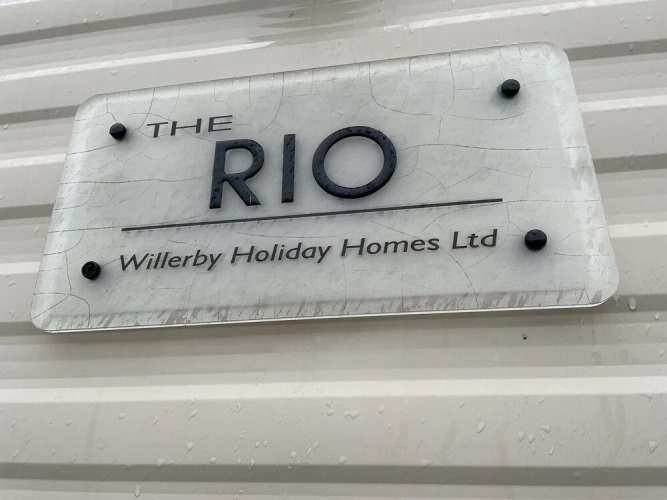 THE
RIO
Willerby Holiday Homes Ltd